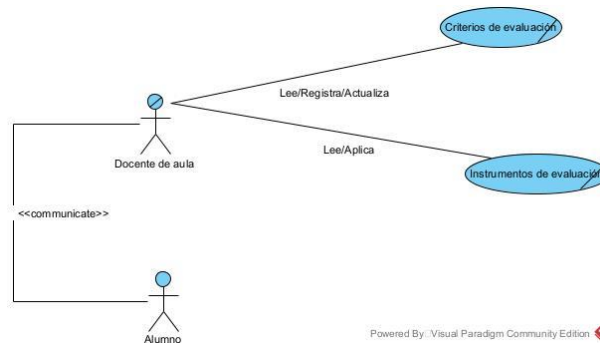 Criterios de evaluación
Lee/Registra/Actualiza
Docente de aula
Lee/Aplica
Instrumentos de evaluación
<<communicate>>
Alumno
Powered By Visual Paradigm Community Edition